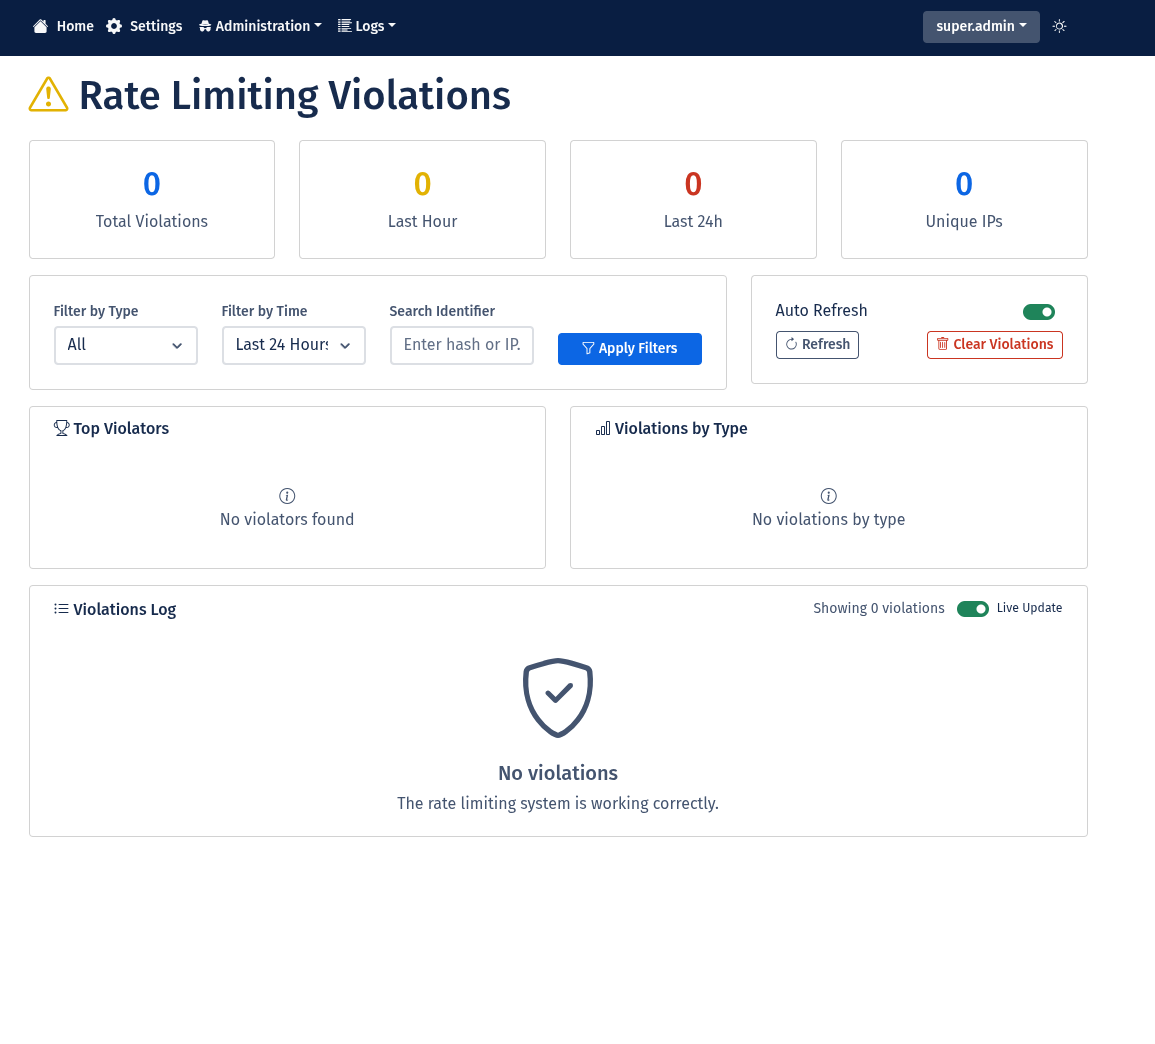 Home Settings Administration Logs super.admin
Rate Limiting Violations
0
Total Violations
0
Last Hour
0
Last 24h
0
Unique IPs
Filter by Type
All
Filter by Time
Last 24 Hours
Search Identifier
Enter hash or IP.
Apply Filters
Auto Refresh
Refresh
Clear Violations
Top Violators
No violators found
Violations by Type
No violations by type
Violations Log
Showing 0 violations
Live Update
No violations
The rate limiting system is working correctly.